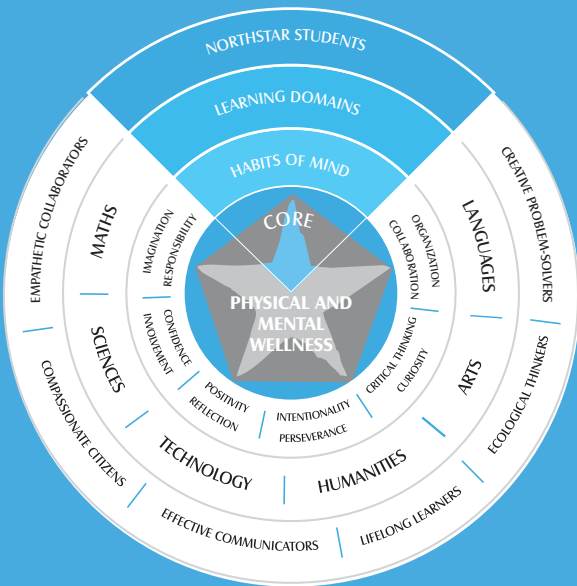 NORTHSTAR STUDENTS
LEARNING DOMAINS
HABITS OF MIND
CORE
PHYSICAL AND
MENTAL
WELLNESS
EMPATHETIC COLLABORATORS
COMPASSIONATE CITIZENS
EFFECTIVE COMMUNICATORS
LIFELONG LEARNERS
ECOLOGICAL THINKERS
CREATIVE PROBLEM-SOLVERS
MATHS
SCIENCES
TECHNOLOGY
HUMANITIES
ARTS
LANGUAGES
IMAGINATION
RESPONSIBILITY
CONFIDENCE
INVOLVEMENT
POSITIVITY
REFLECTION
INTENTIONALITY
PERSEVERANCE
CRITICAL THINKING
CURIOSITY
ORGANIZATION
COLLABORATION